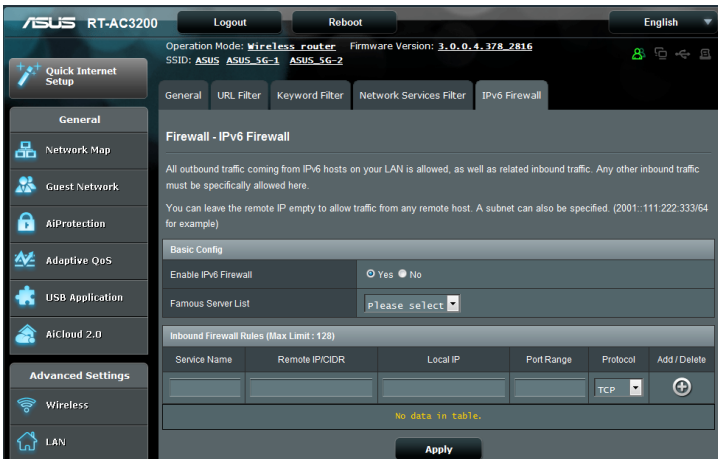 ASUS RT-AC3200
Logout
Reboot
English
Operation Mode: Wireless router Firmware Version: 3.0.0.4.378_2816
SSID: ASUS ASUS_5G-1 ASUS_5G-2
Quick Internet
Setup
General
Network Map
Guest Network
AiProtection
Adaptive QoS
USB Application
AiCloud 2.0
Advanced Settings
Wireless
LAN
General URL Filter Keyword Filter Network Services Filter IPv6 Firewall
Firewall - IPv6 Firewall
All outbound traffic coming from IPv6 hosts on your LAN is allowed, as well as related inbound traffic. Any other inbound traffic
must be specifically allowed here.
You can leave the remote IP empty to allow traffic from any remote host. A subnet can also be specified. (2001::111:222:333/64
for example)
Basic Config
Enable IPv6 Firewall Yes No
Famous Server List Please select
Inbound Firewall Rules (Max Limit : 128)
Service Name Remote IP/CIDR Local IP Port Range Protocol Add / Delete
TCP
No data in table.
Apply